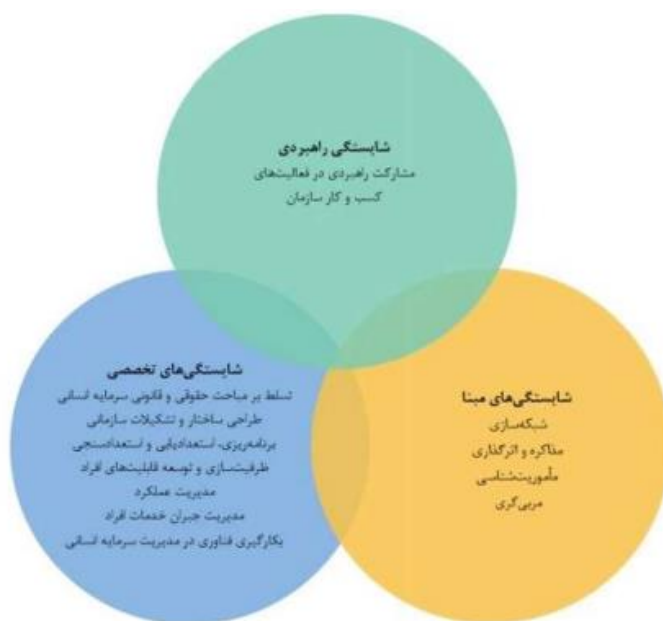 شایستگی راهبردی
مشارکت راهبردی در فعالیت‌های
کسب و کار سازمان
شایستگی‌های تخصصی
تسلط بر مباحث حقوقی و قانونی سرمایه انسانی
طراحی ساختار و تشکیلات سازمانی
برنامه‌ریزی، استعدادیابی و استعدادسنجی
ظرفیت‌سازی و توسعه قابلیت‌های افراد
مدیریت عملکرد
مدیریت جبران خدمات افراد
بکارگیری فناوری در مدیریت سرمایه انسانی
شایستگی‌های مبنا
شبکه‌سازی
مذاکره و اثرگذاری
مأموریت‌شناسی
مربی‌گری